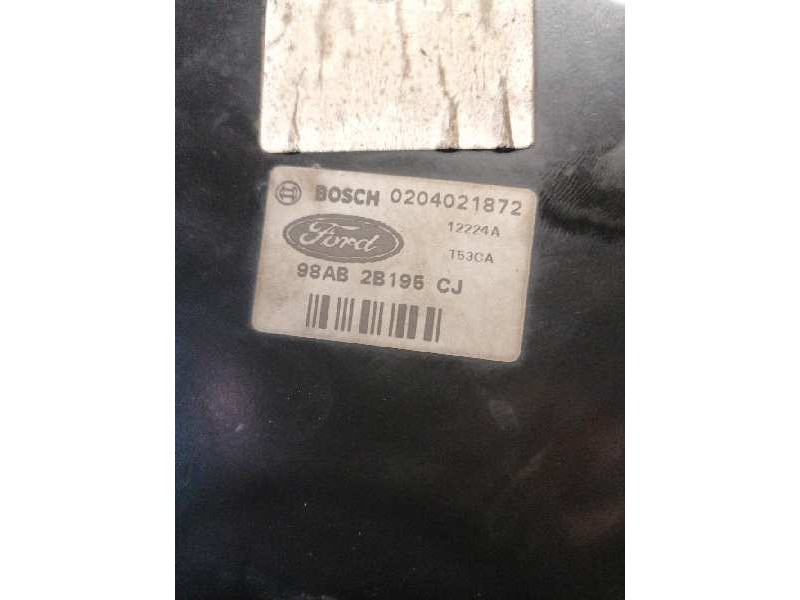 BOSCH 0204021872
12224A
Ford
T53CA
98AB 2B195 CJ